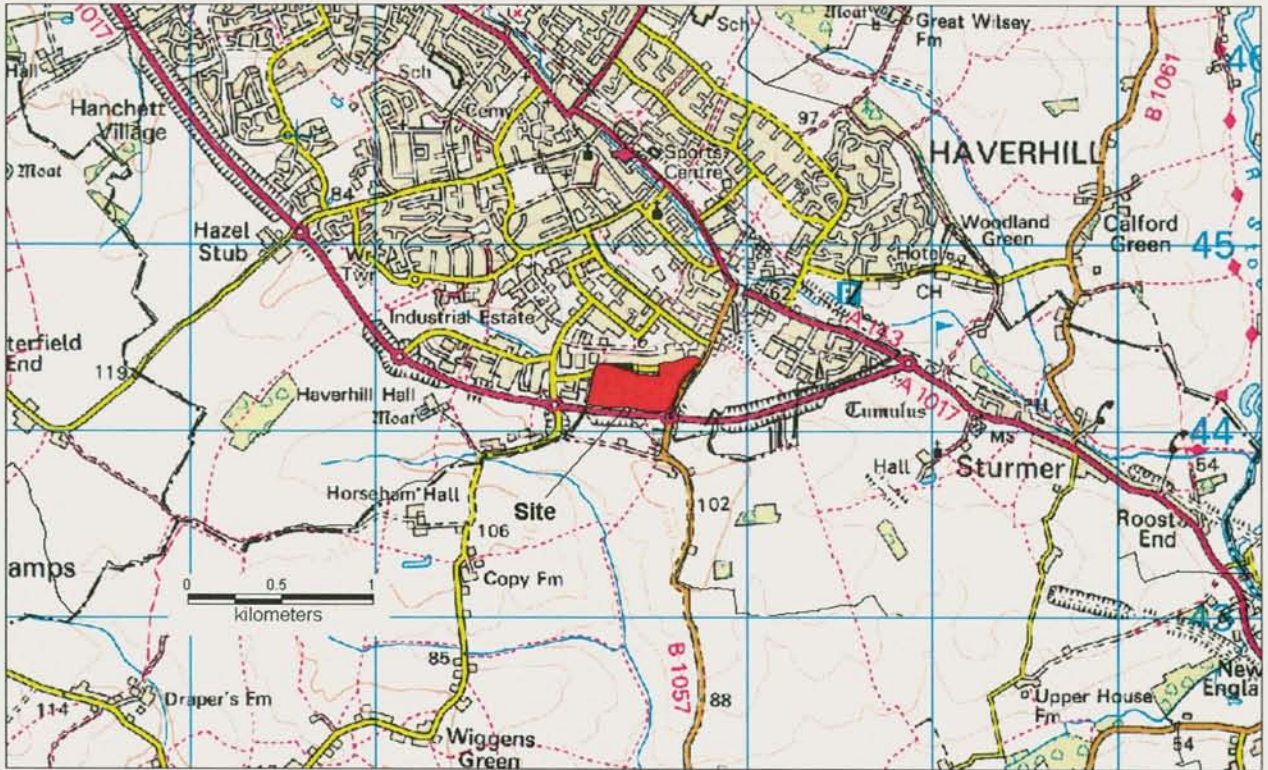 1017
Sch
Moat
Great Wilsey
Fm
B 1061
46
Hall
Sch
Hanchett
Village
Cemy
97
Moat
Sports
Centre
HAVERHILL
84
Hazel
Stub
Woodland
Green
Calford
Green
45
Wr
Twr
Hotel
CH
62
Industrial Estate
A 143
terfield
End
119
Haverhill Hall
Moat
A 1017
Tumulus
MS
44
Hall
Sturmer
54
Horseham Hall
Site
102
106
Roost
End
amps
Copy Fm
0 0.5 1
kilometers
43
85
B 1057
Draper's Fm
114
88
Upper House
Fm
New
Engla
Wiggens
Green
54